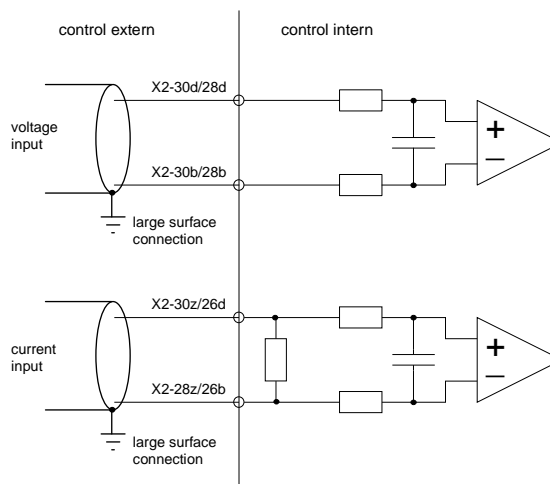 control extern
control intern
X2-30d/28d
voltage
input
+
−
X2-30b/28b
large surface
connection
X2-30z/26d
current
input
+
−
X2-28z/26b
large surface
connection